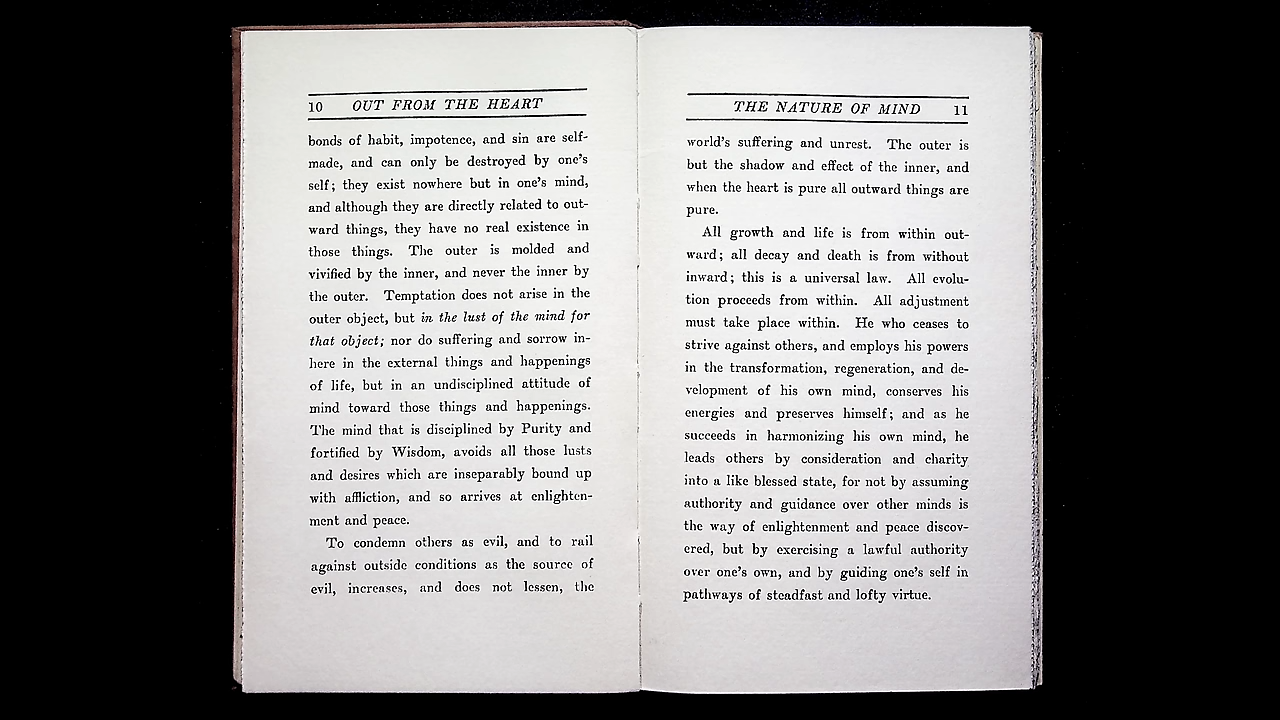 10 OUT FROM THE HEART
bonds of habit, impotence, and sin are self-
made, and can only be destroyed by one's
self; they exist nowhere but in one's mind,
and although they are directly related to out-
ward things, they have no real existence in
those things. The outer is molded and
vivified by the inner, and never the inner by
the outer. Temptation does not arise in the
outer object, but in the lust of the mind for
that object; nor do suffering and sorrow in-
here in the external things and happenings
of life, but in an undisciplined attitude of
mind toward those things and happenings.
The mind that is disciplined by Purity and
fortified by Wisdom, avoids all those lusts
and desires which are inseparably bound up
with affliction, and so arrives at enlighten-
ment and peace.
To condemn others as evil, and to rail
against outside conditions as the source of
evil, increases, and does not lessen, the
THE NATURE OF MIND 11
world's suffering and unrest. The outer is
but the shadow and effect of the inner, and
when the heart is pure all outward things are
pure.
All growth and life is from within out-
ward; all decay and death is from without
inward; this is a universal law. All evolu-
tion proceeds from within. All adjustment
must take place within. He who ceases to
strive against others, and employs his powers
in the transformation, regeneration, and de-
velopment of his own mind, conserves his
energies and preserves himself; and as he
succeeds in harmonizing his own mind, he
leads others by consideration and charity
into a like blessed state, for not by assuming
authority and guidance over other minds is
the way of enlightenment and peace discov-
ered, but by exercising a lawful authority
over one's own, and by guiding one's self in
pathways of steadfast and lofty virtue.